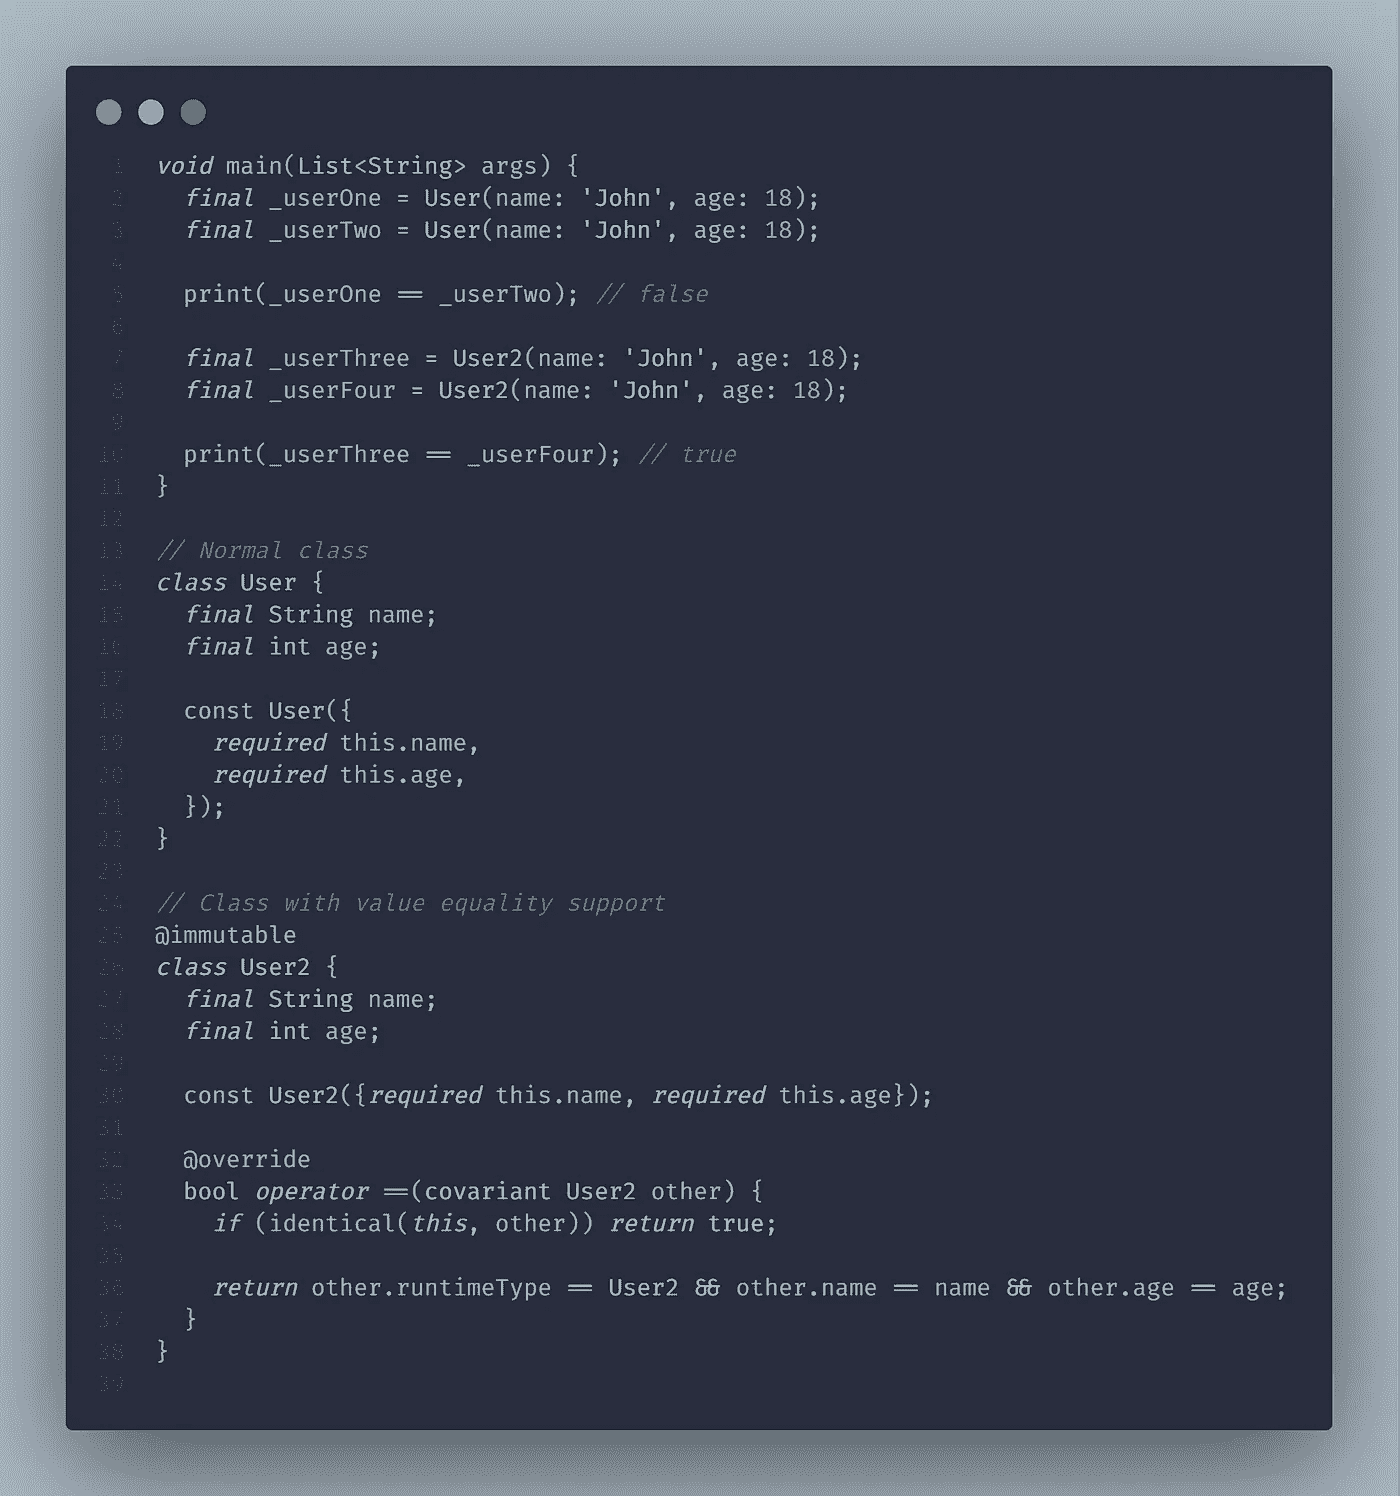 1 void main(List<String> args) {
2 final _userOne = User(name: 'John', age: 18);
3 final _userTwo = User(name: 'John', age: 18);
4
5 print(_userOne == _userTwo); // false
6
7 final _userThree = User2(name: 'John', age: 18);
8 final _userFour = User2(name: 'John', age: 18);
9
10 print(_userThree == _userFour); // true
11 }
12
13 // Normal class
14 class User {
15 final String name;
16 final int age;
17
18 const User({
19 required this.name,
20 required this.age,
21 });
22 }
23
24 // Class with value equality support
25 @immutable
26 class User2 {
27 final String name;
28 final int age;
29
30 const User2({required this.name, required this.age});
31
32 @override
33 bool operator ==(covariant User2 other) {
34 if (identical(this, other)) return true;
35
36 return other.runtimeType == User2 && other.name == name && other.age == age;
37 }
38 }
39